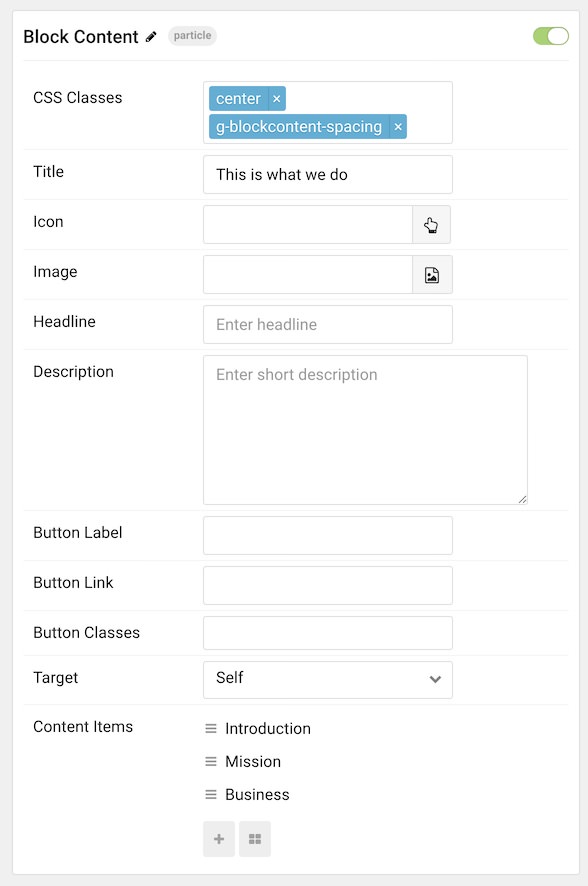 Block Content particle
CSS Classes
center ×
g-blockcontent-spacing ×
Title This is what we do
Icon
Image
Headline Enter headline
Description Enter short description
Button Label
Button Link
Button Classes
Target Self
Content Items
Introduction
Mission
Business